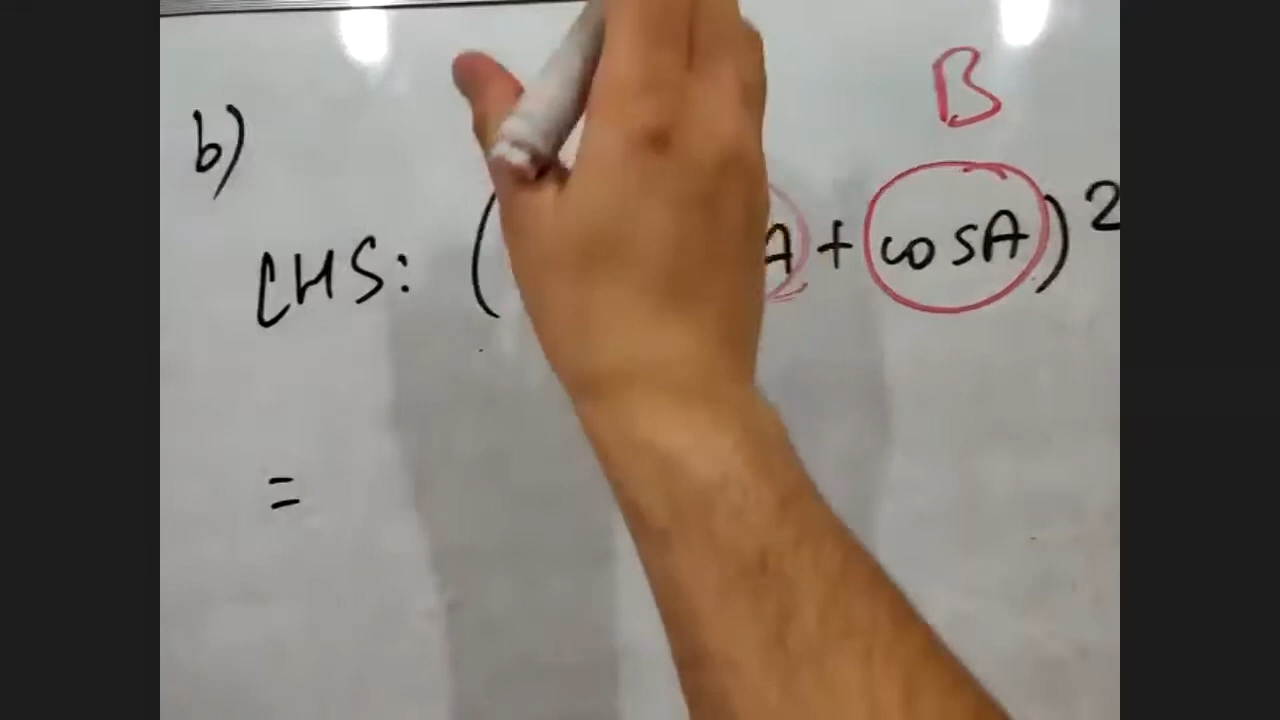 B
b)
LHS: ( A + cosA)²
=